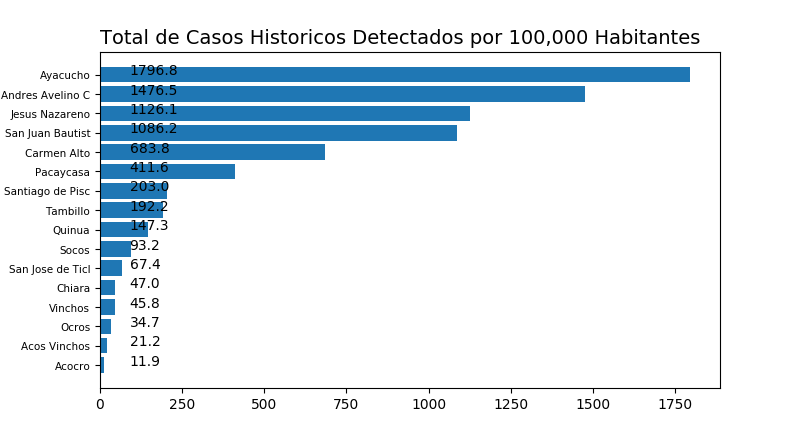 Total de Casos Historicos Detectados por 100,000 Habitantes
Ayacucho 1796.8
Andres Avelino C 1476.5
Jesus Nazareno 1126.1
San Juan Bautist 1086.2
Carmen Alto 683.8
Pacaycasa 411.6
Santiago de Pisc 203.0
Tambillo 192.2
Quinua 147.3
Socos 93.2
San Jose de Ticl 67.4
Chiara 47.0
Vinchos 45.8
Ocros 34.7
Acos Vinchos 21.2
Acocro 11.9
0 250 500 750 1000 1250 1500 1750